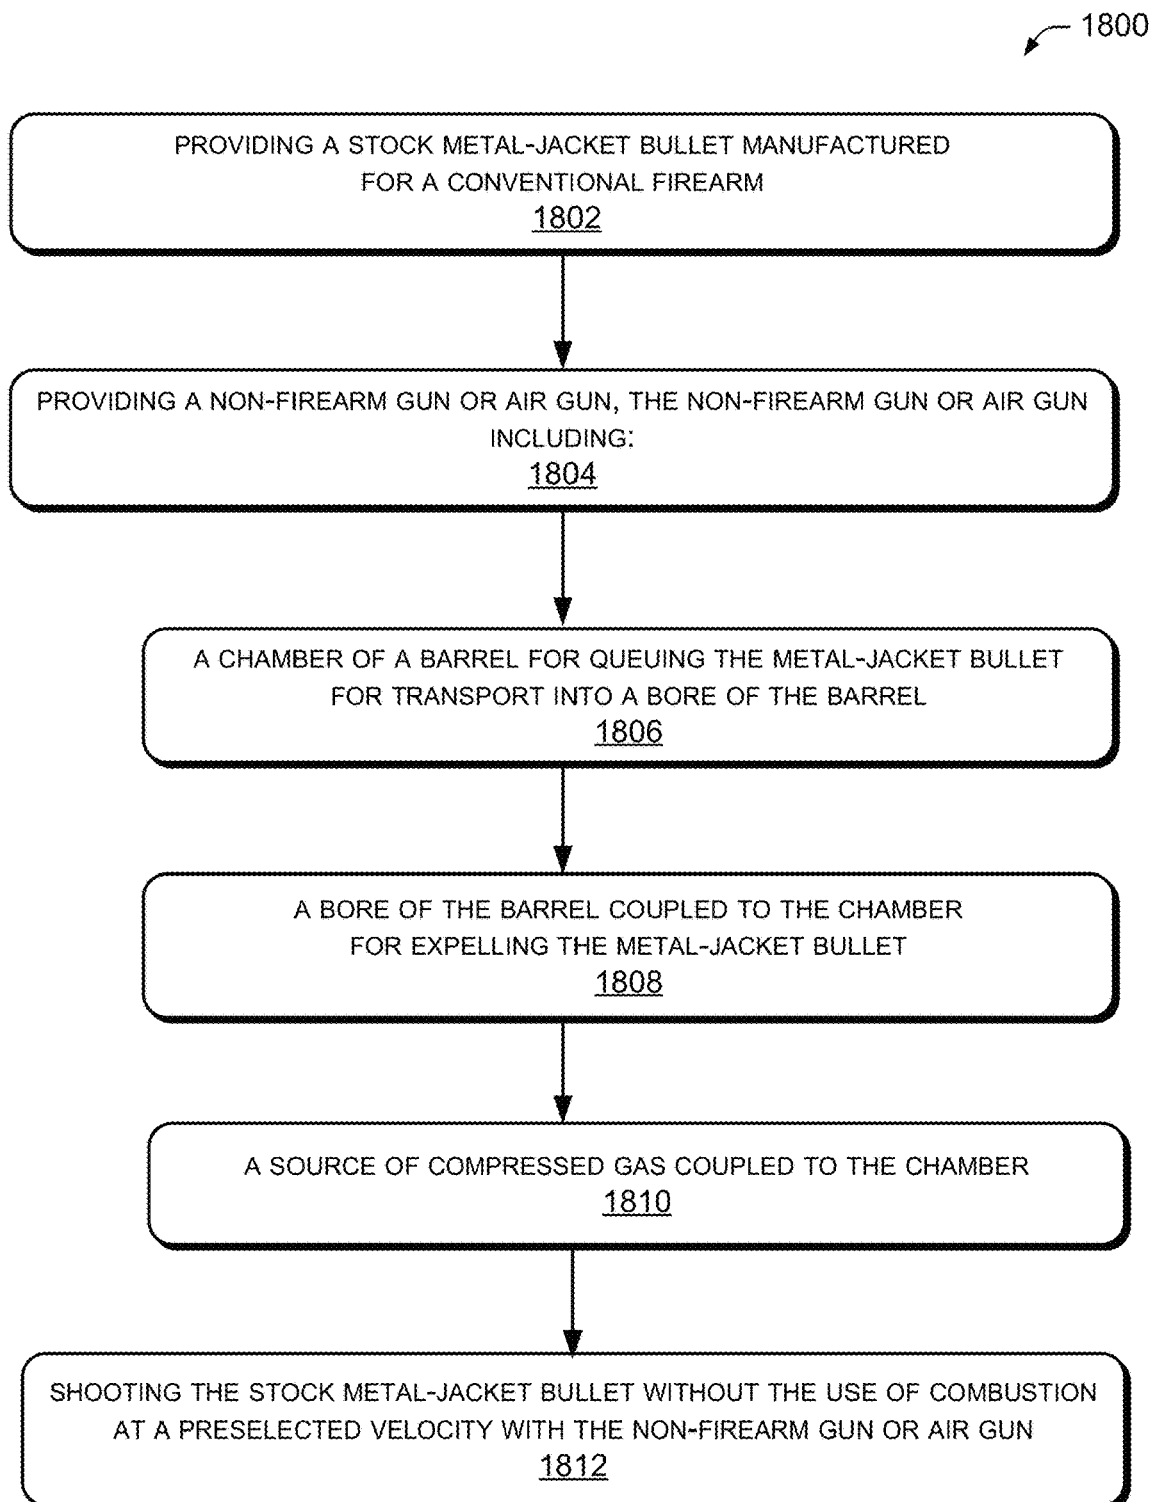 1800
PROVIDING A STOCK METAL-JACKET BULLET MANUFACTURED
FOR A CONVENTIONAL FIREARM
1802
PROVIDING A NON-FIREARM GUN OR AIR GUN, THE NON-FIREARM GUN OR AIR GUN
INCLUDING:
1804
A CHAMBER OF A BARREL FOR QUEUING THE METAL-JACKET BULLET
FOR TRANSPORT INTO A BORE OF THE BARREL
1806
A BORE OF THE BARREL COUPLED TO THE CHAMBER
FOR EXPELLING THE METAL-JACKET BULLET
1808
A SOURCE OF COMPRESSED GAS COUPLED TO THE CHAMBER
1810
SHOOTING THE STOCK METAL-JACKET BULLET WITHOUT THE USE OF COMBUSTION
AT A PRESELECTED VELOCITY WITH THE NON-FIREARM GUN OR AIR GUN
1812